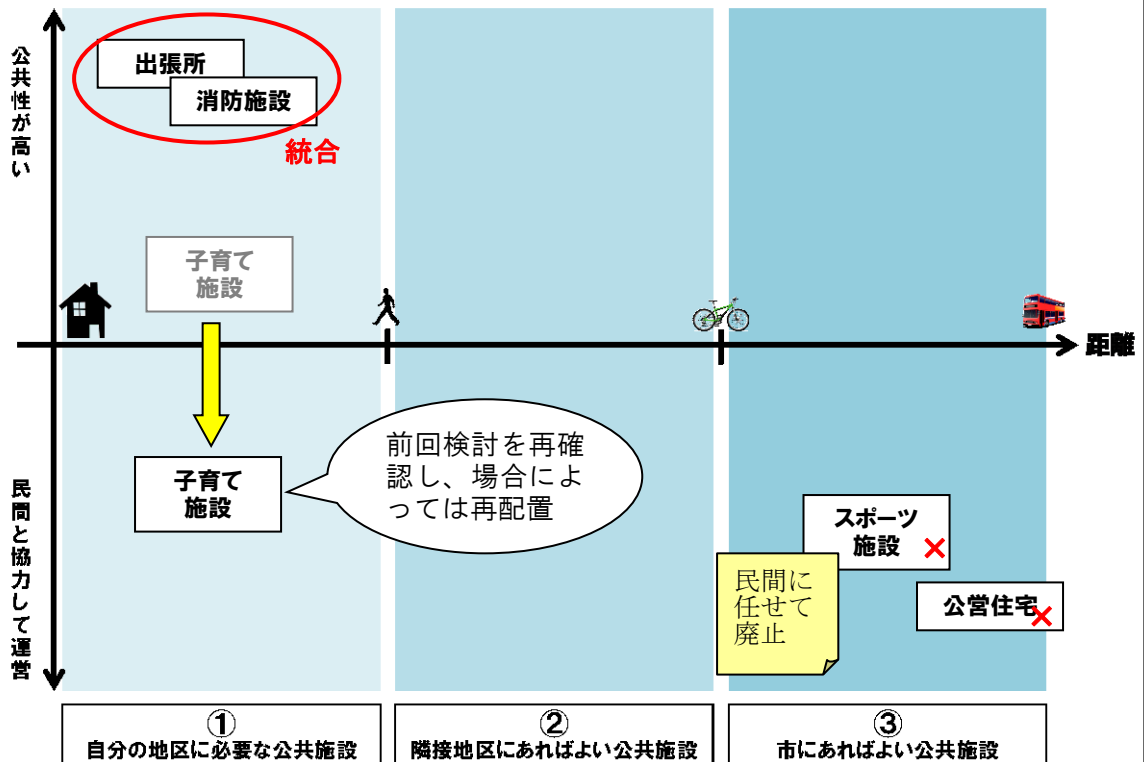 公共性が高い
出張所
消防施設
統合
子育て
施設
距離
子育て
施設
前回検討を再確
認し、場合によ
っては再配置
民間と協力して運営
スポーツ
施設
民間に
任せて
廃止
公営住宅
①
自分の地区に必要な公共施設
②
隣接地区にあればよい公共施設
③
市にあればよい公共施設